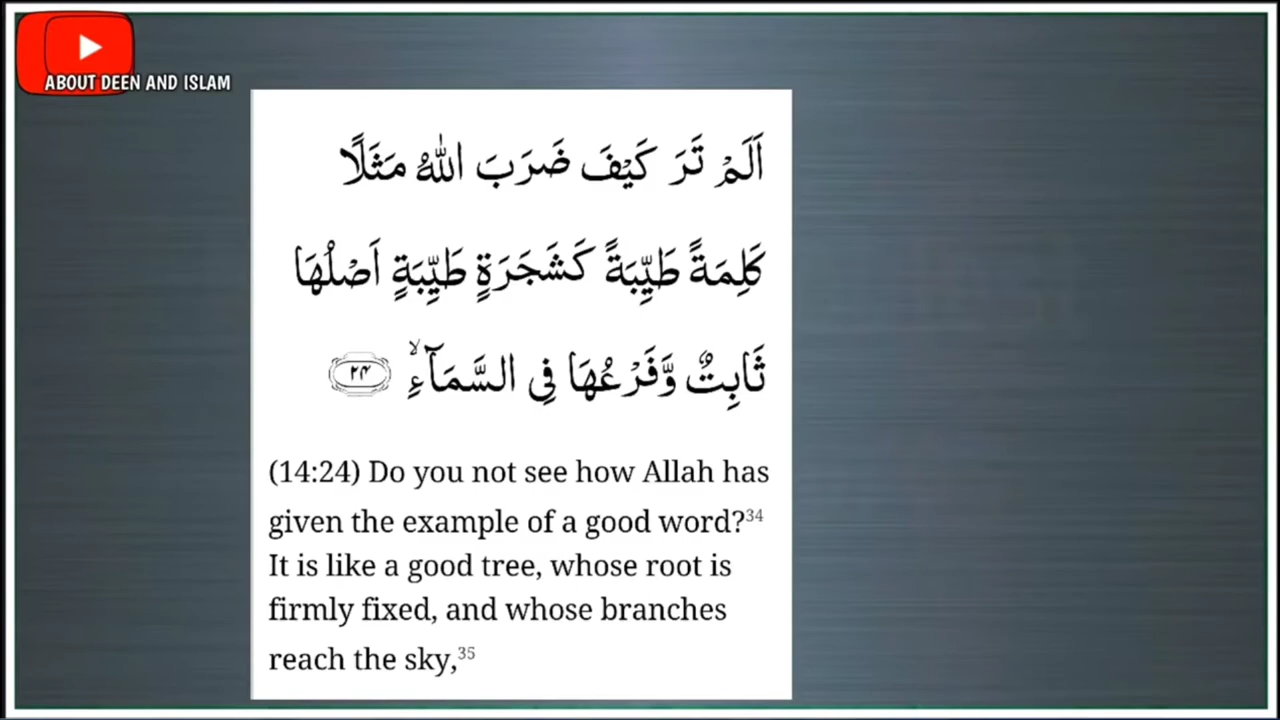 ABOUT DEEN AND ISLAM
اَلَمْ تَرَ كَيْفَ ضَرَبَ اللّٰهُ مَثَلًا
كَلِمَةً طَيِّبَةً كَشَجَرَةٍ طَيِّبَةٍ اَصْلُهَا
ثَابِتٌ وَّفَرْعُهَا فِى السَّمَآءِۙ ۲۴
(14:24) Do you not see how Allah has
given the example of a good word?34
It is like a good tree, whose root is
firmly fixed, and whose branches
reach the sky,35